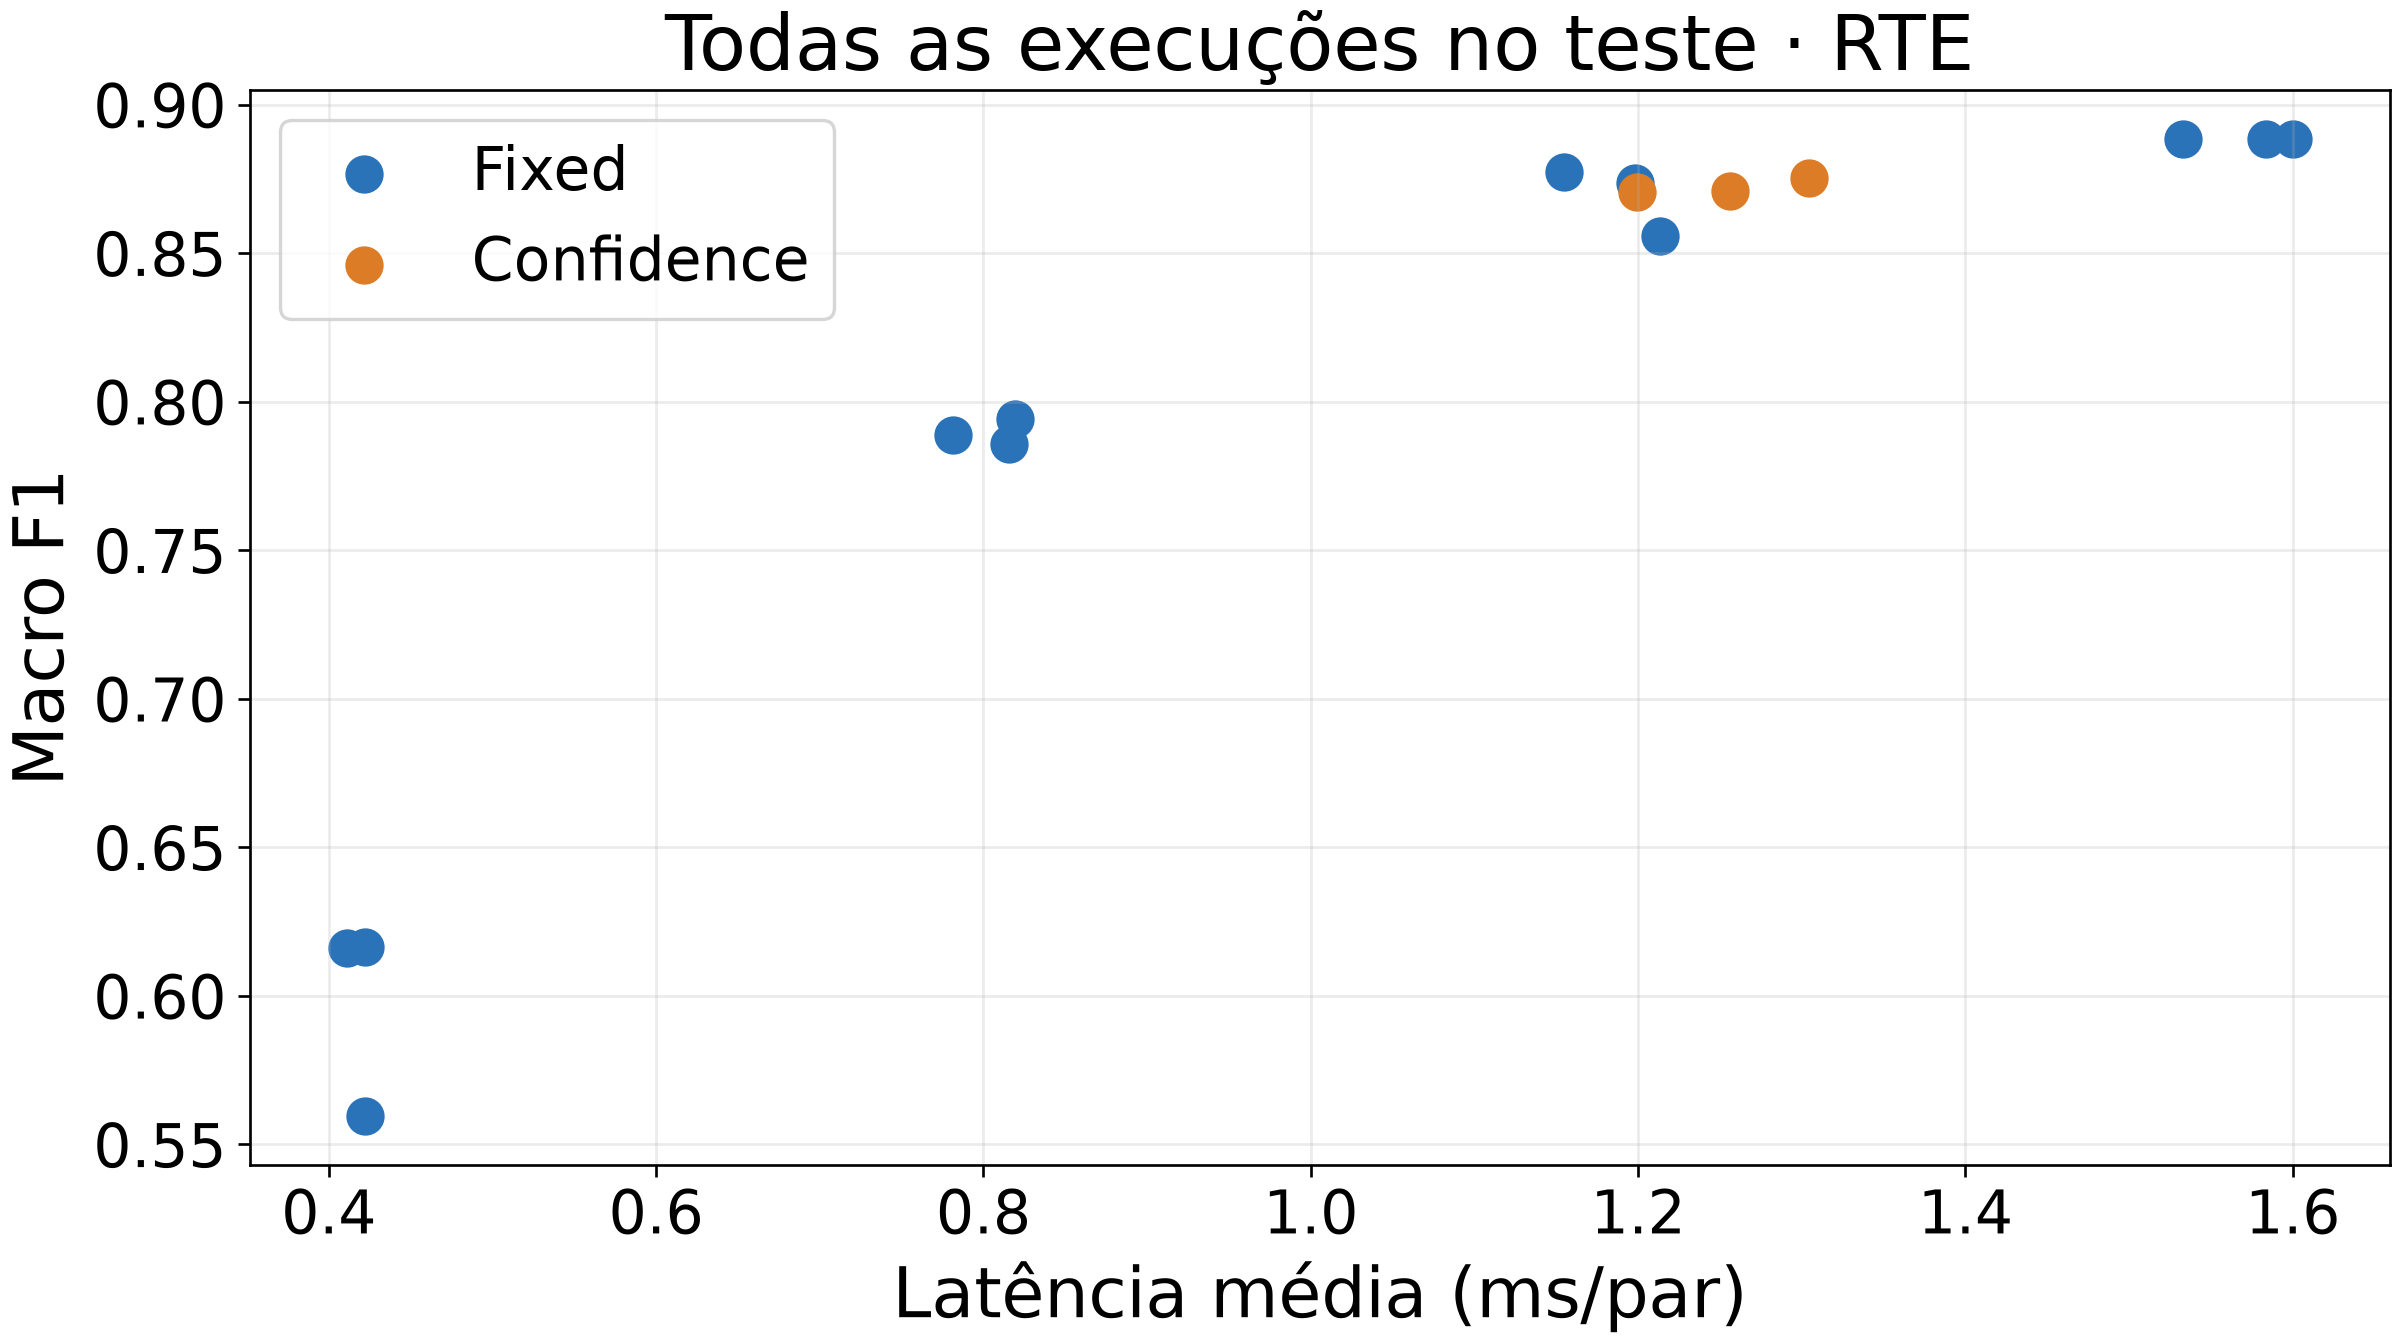 Todas as execuções no teste · RTE
Fixed
Confidence
Macro F1
0.90
0.85
0.80
0.75
0.70
0.65
0.60
0.55
0.4 0.6 0.8 1.0 1.2 1.4 1.6
Latência média (ms/par)